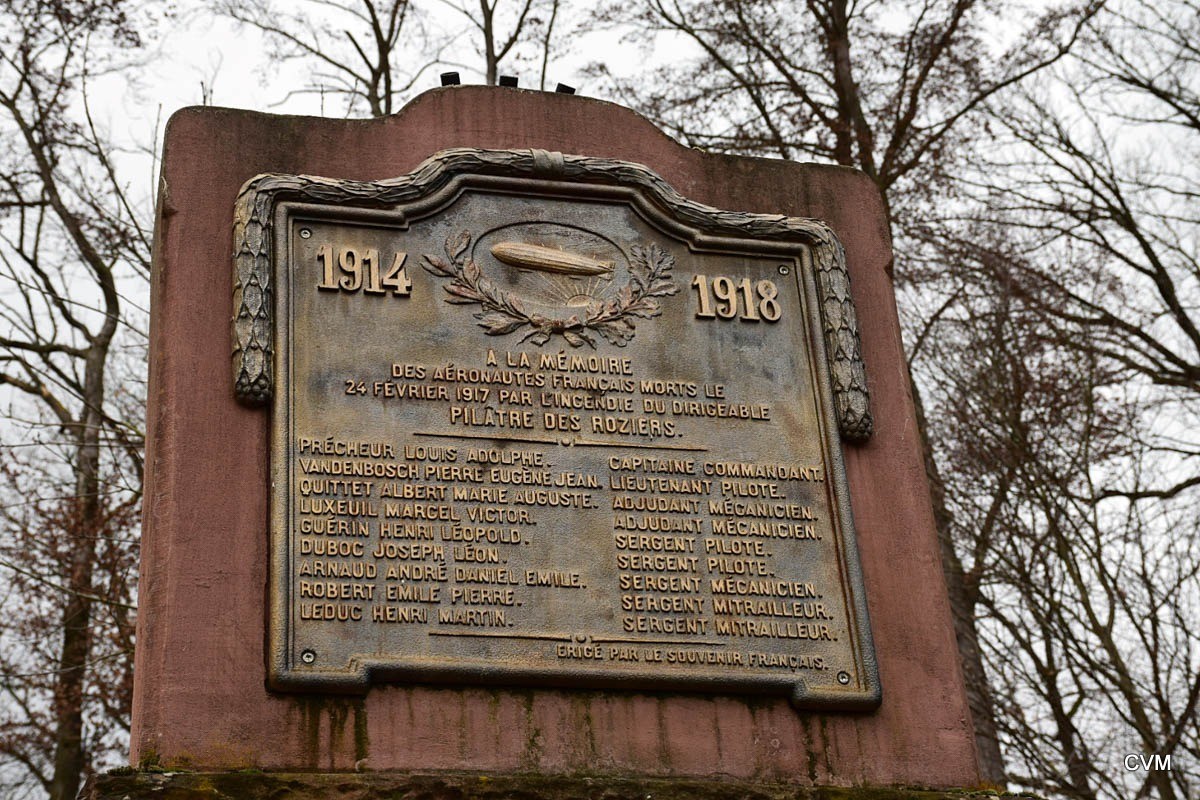 1914 1918
A LA MÉMOIRE
DES AÉRONAUTES FRANÇAIS MORTS LE
24 FÉVRIER 1917 PAR L'INCENDIE DU DIRIGEABLE
PILATRE DES ROZIERS.
PRÉCHEUR LOUIS ADOLPHE. CAPITAINE COMMANDANT.
VANDENBOSCH PIERRE EUGÈNE JEAN. LIEUTENANT PILOTE.
QUITTET ALBERT MARIE AUGUSTE. ADJUDANT MÉCANICIEN.
LUXEUIL MARCEL VICTOR. ADJUDANT MÉCANICIEN.
GUÉRIN HENRI LÉOPOLD. SERGENT PILOTE.
DUBOC JOSEPH LÉON. SERGENT PILOTE.
ARNAUD ANDRÉ DANIEL EMILE. SERGENT MÉCANICIEN.
ROBERT EMILE PIERRE. SERGENT MITRAILLEUR.
LEDUC HENRI MARTIN. SERGENT MITRAILLEUR.
ERIGÉ PAR LE SOUVENIR FRANÇAIS.
CVM